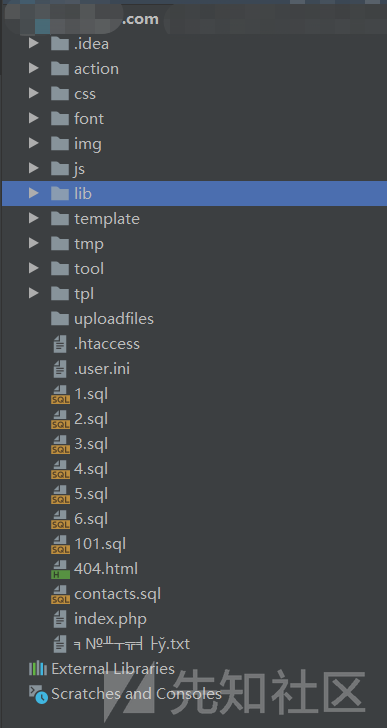 .com
.idea
action
css
font
img
js
lib
template
tmp
tool
tpl
uploadfiles
.htaccess
.user.ini
1.sql
2.sql
3.sql
4.sql
5.sql
6.sql
101.sql
404.html
contacts.sql
index.php
╕№╨┬╦╡├ў.txt
External Libraries
Scratches and Consoles
先知社区